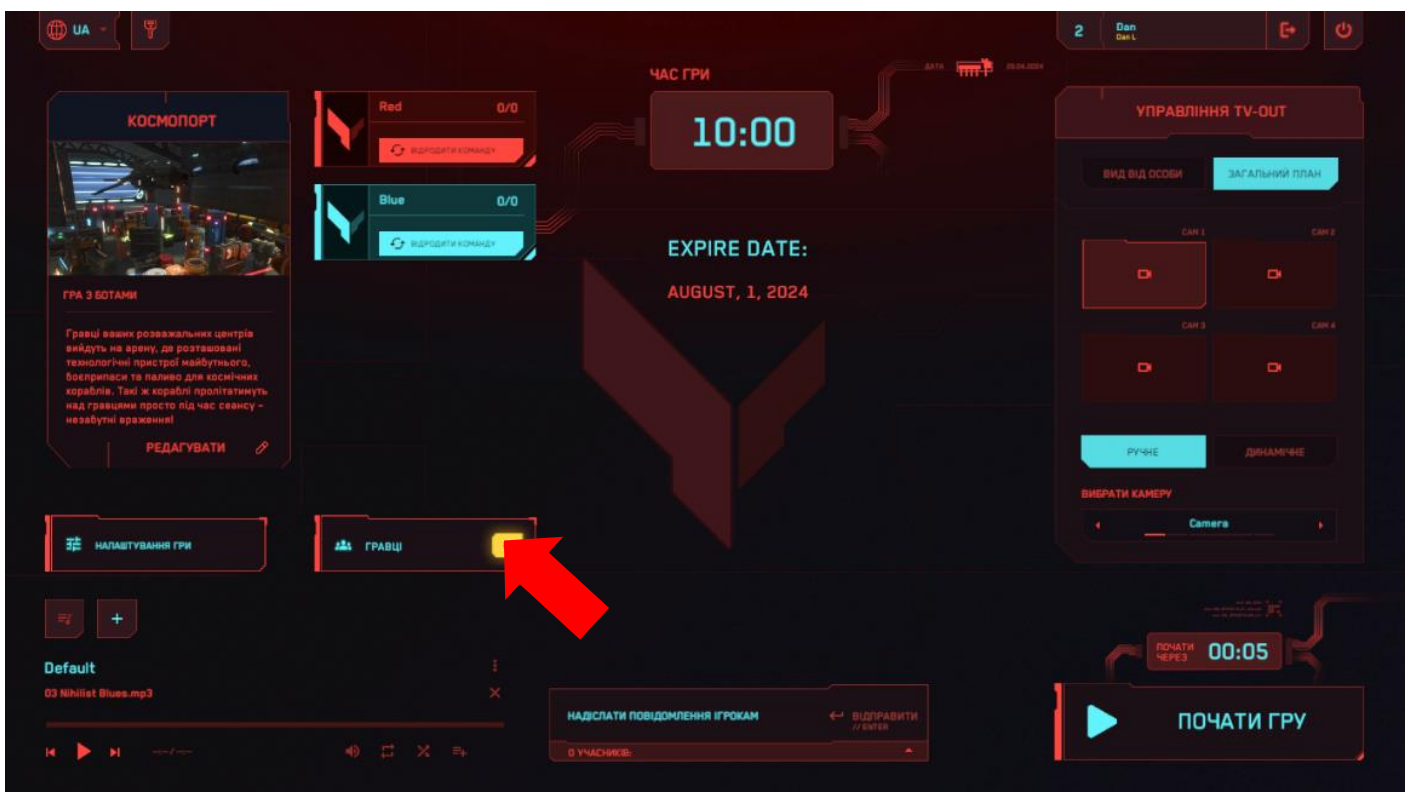 UA
2
Dan
Dan L
ЧАС ГРИ
ДАТА
29.04.2024
10:00
КОСМОПОРТ
Red 0/0
ВІДРОДИТИ КОМАНДУ
Blue 0/0
ВІДРОДИТИ КОМАНДУ
EXPIRE DATE:
AUGUST, 1, 2024
ГРА З БОТАМИ
Гравці ваших розважальних центрів
вийдуть на арену, де розташовані
технологічні пристрої майбутнього,
боєприпаси та паливо для космічних
кораблів. Такі ж кораблі пролітатимуть
над гравцями просто під час сеансу –
незабутні враження!
РЕДАГУВАТИ
УПРАВЛІННЯ TV-OUT
ВИД ВІД ОСОБИ
ЗАГАЛЬНИЙ ПЛАН
CAM 1
CAM 2
CAM 3
CAM 4
РУЧНЕ
ДИНАМІЧНЕ
ВИБРАТИ КАМЕРУ
Camera
НАЛАШТУВАННЯ ГРИ
ГРАВЦІ
Default
03 Nihilist Blues.mp3
--:-- / --:--
НАДІСЛАТИ ПОВІДОМЛЕННЯ ІГРОКАМ
ВІДПРАВИТИ
// ENTER
0 УЧАСНИКІВ:
ПОЧАТИ
ЧЕРЕЗ
00:05
ПОЧАТИ ГРУ